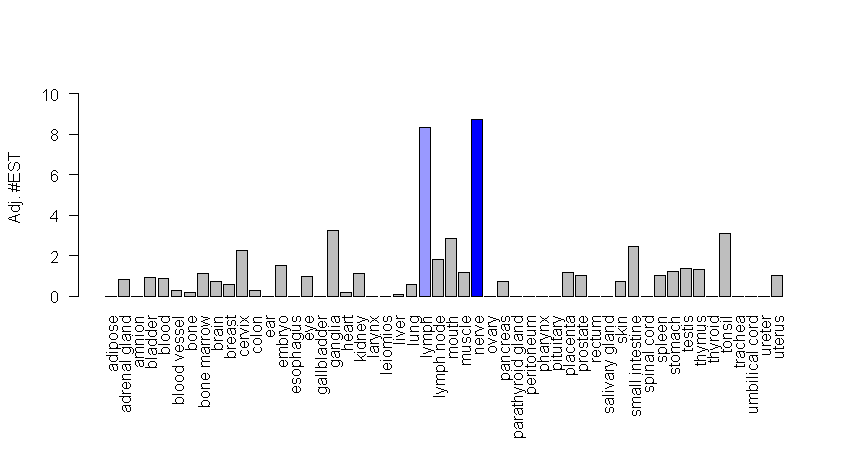 Adj. #EST
10
8
6
4
2
0
adipose
adrenal gland
amnion
bladder
blood
blood vessel
bone
bone marrow
brain
breast
cervix
colon
ear
embryo
esophagus
eye
gallbladder
ganglia
heart
kidney
larynx
leiomios
liver
lung
lymph
lymph node
mouth
muscle
nerve
ovary
pancreas
parathyroid gland
peritoneum
pharynx
pituitary
placenta
prostate
rectum
salivary gland
skin
small intestine
spinal cord
spleen
stomach
testis
thymus
thyroid
tonsil
trachea
umbilical cord
ureter
uterus